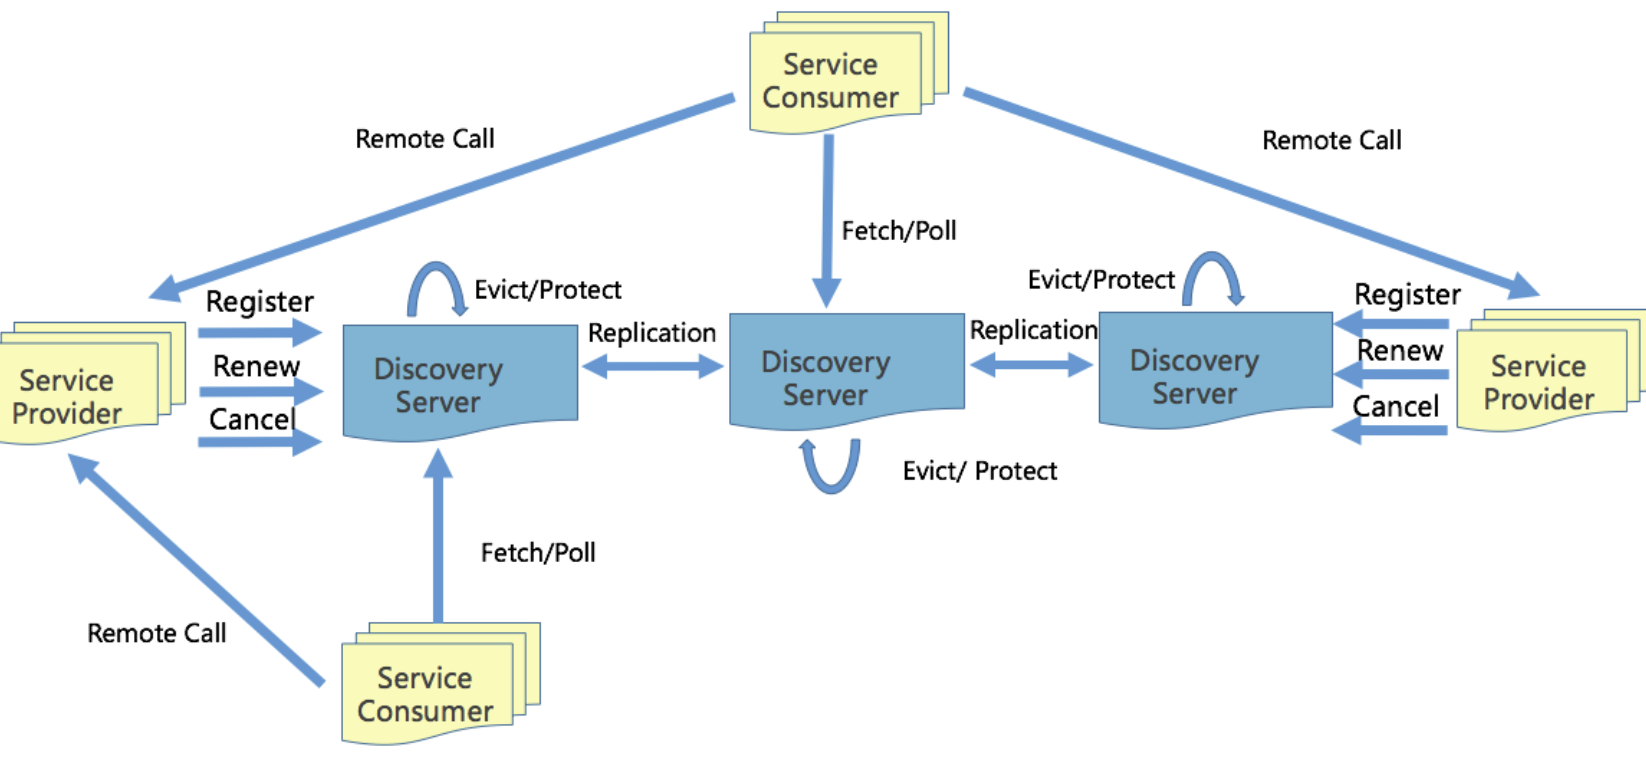 Service
Consumer
Remote Call
Remote Call
Fetch/Poll
Evict/Protect
Evict/Protect
Register
Register
Replication
Replication
Renew
Renew
Cancel
Cancel
Service
Provider
Discovery
Server
Discovery
Server
Discovery
Server
Service
Provider
Evict/ Protect
Fetch/Poll
Remote Call
Service
Consumer